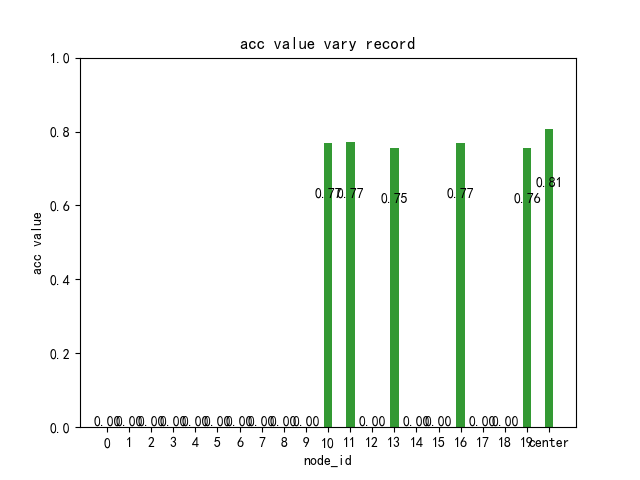 acc value vary record
1.0
0.8
0.6
0.4
0.2
0.0
acc value
0.77 0.77 0.75 0.77 0.76 0.81
0.00 0.00 0.00 0.00 0.00 0.00 0.00 0.00 0.00 0.00 0.00 0.00 0.00 0.00 0.00
0 1 2 3 4 5 6 7 8 9 10 11 12 13 14 15 16 17 18 19 center
node_id